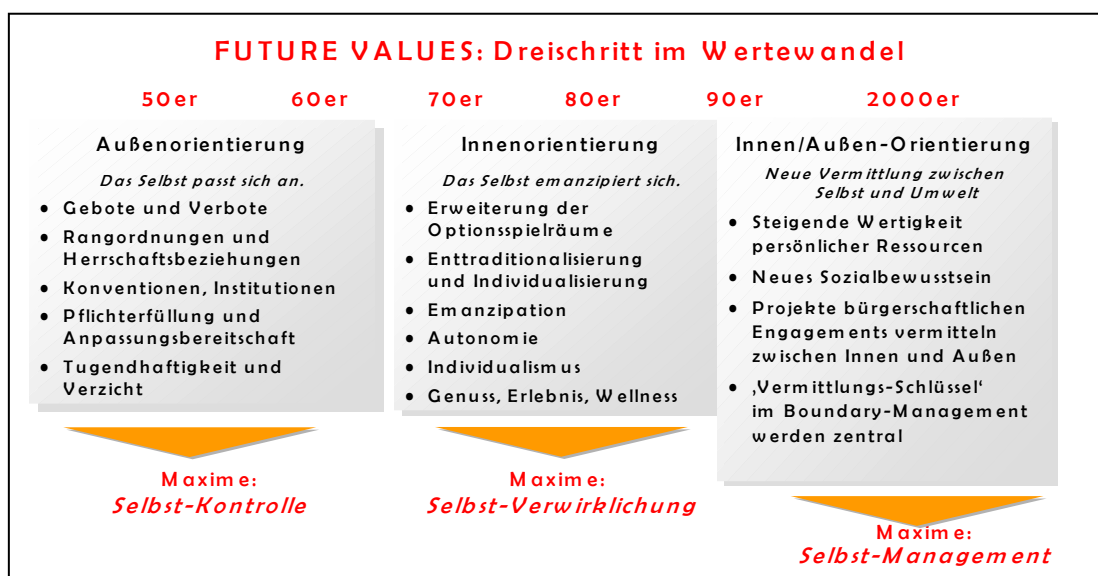 FUTURE VALUES: Dreischritt im Wertewandel
50er 60er 70er 80er 90er 2000er
Außenorientierung
Das Selbst passt sich an.
• Gebote und Verbote
• Rangordnungen und
Herrschaftsbeziehungen
• Konventionen, Institutionen
• Pflichterfüllung und
Anpassungsbereitschaft
• Tugendhaftigkeit und
Verzicht
Maxime:
Selbst-Kontrolle
Innenorientierung
Das Selbst emanzipiert sich.
• Erweiterung der
Optionsspielräume
• Enttraditionalisierung
und Individualisierung
• Emanzipation
• Autonomie
• Individualismus
• Genuss, Erlebnis, Wellness
Maxime:
Selbst-Verwirklichung
Innen/Außen-Orientierung
Neue Vermittlung zwischen
Selbst und Umwelt
• Steigende Wertigkeit
persönlicher Ressourcen
• Neues Sozialbewusstsein
• Projekte bürgerschaftlichen
Engagements vermitteln
zwischen Innen und Außen
• ‚Vermittlungs-Schlüssel‘
im Boundary-Management
werden zentral
Maxime:
Selbst-Management